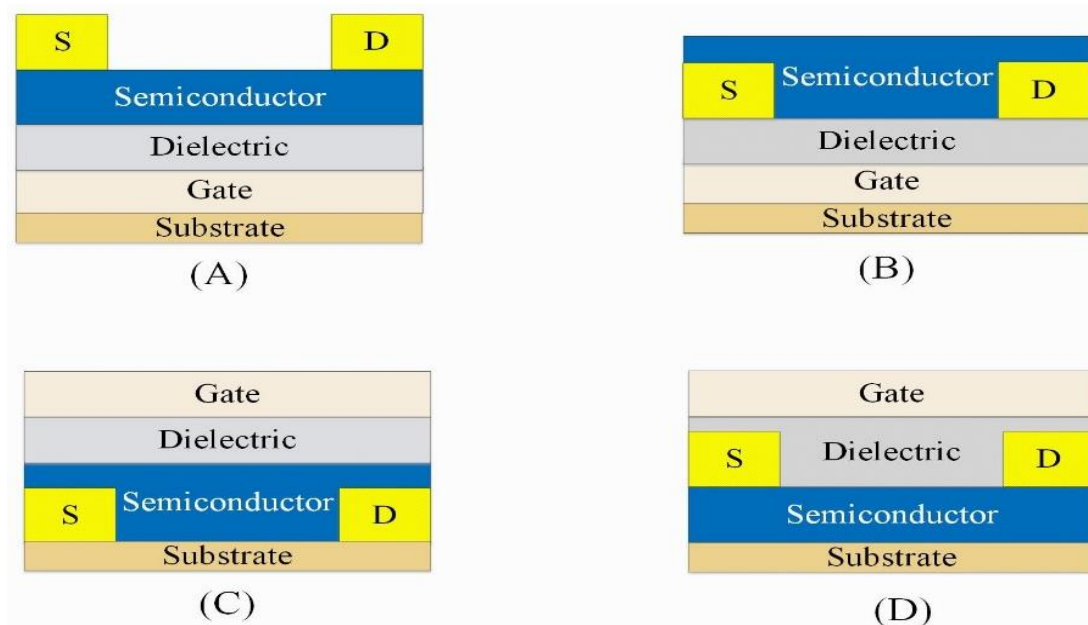 S D
Semiconductor
Dielectric
Gate
Substrate
(A)
S Semiconductor D
Dielectric
Gate
Substrate
(B)
Gate
Dielectric
S Semiconductor D
Substrate
(C)
Gate
S Dielectric D
Semiconductor
Substrate
(D)